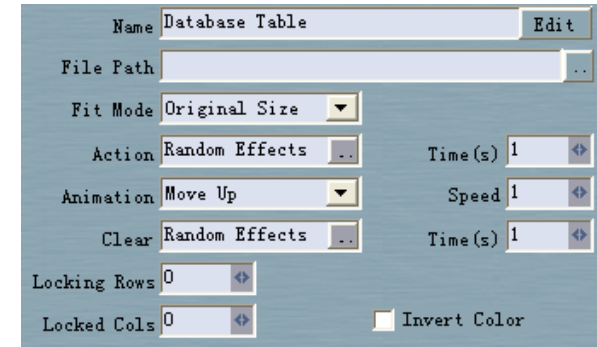 Name Database Table Edit
File Path ..
Fit Mode Original Size
Action Random Effects .. Time(s) 1
Animation Move Up Speed 1
Clear Random Effects .. Time(s) 1
Locking Rows 0
Locked Cols 0 Invert Color